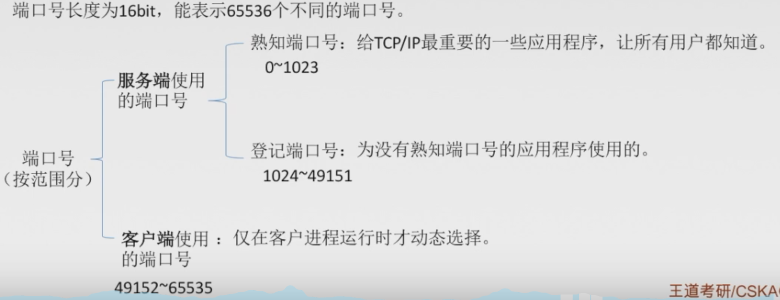 端口号长度为16bit，能表示65536个不同的端口号。
熟知端口号：给TCP/IP最重要的一些应用程序，让所有用户都知道。
0~1023
服务端使用
的端口号
登记端口号：为没有熟知端口号的应用程序使用的。
1024~49151
端口号
（按范围分）
客户端使用：仅在客户进程运行时才动态选择。
的端口号
49152~65535
王道考研/CSKA